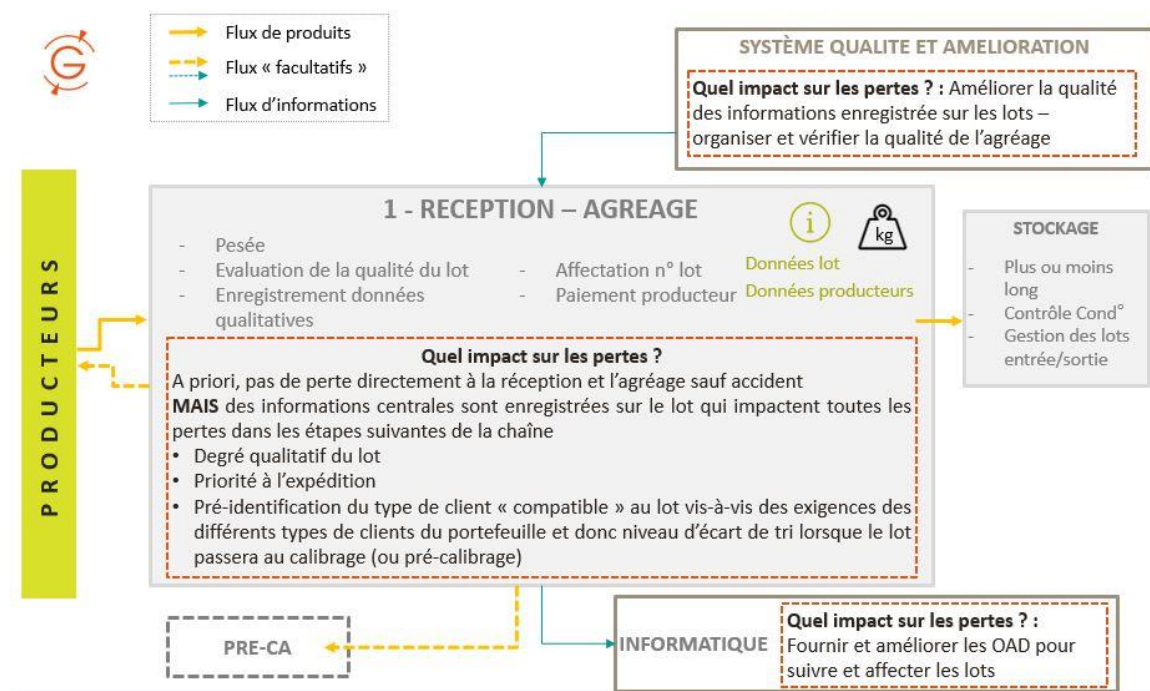 G
Flux de produits
Flux « facultatifs »
Flux d'informations
SYSTÈME QUALITE ET AMELIORATION
Quel impact sur les pertes ? : Améliorer la qualité
des informations enregistrée sur les lots –
organiser et vérifier la qualité de l'agréage
PRODUCTEURS
1 - RECEPTION – AGREAGE
- Pesée
- Evaluation de la qualité du lot
- Enregistrement données
qualitatives
- Affectation n° lot
- Paiement producteur
i
kg
Données lot
Données producteurs
STOCKAGE
- Plus ou moins
long
- Contrôle Cond°
- Gestion des lots
entrée/sortie
Quel impact sur les pertes ?
A priori, pas de perte directement à la réception et l'agréage sauf accident
MAIS des informations centrales sont enregistrées sur le lot qui impactent toutes les
pertes dans les étapes suivantes de la chaîne
• Degré qualitatif du lot
• Priorité à l'expédition
• Pré-identification du type de client « compatible » au lot vis-à-vis des exigences des
différents types de clients du portefeuille et donc niveau d'écart de tri lorsque le lot
passera au calibrage (ou pré-calibrage)
PRE-CA
INFORMATIQUE
Quel impact sur les pertes ? :
Fournir et améliorer les OAD pour
suivre et affecter les lots